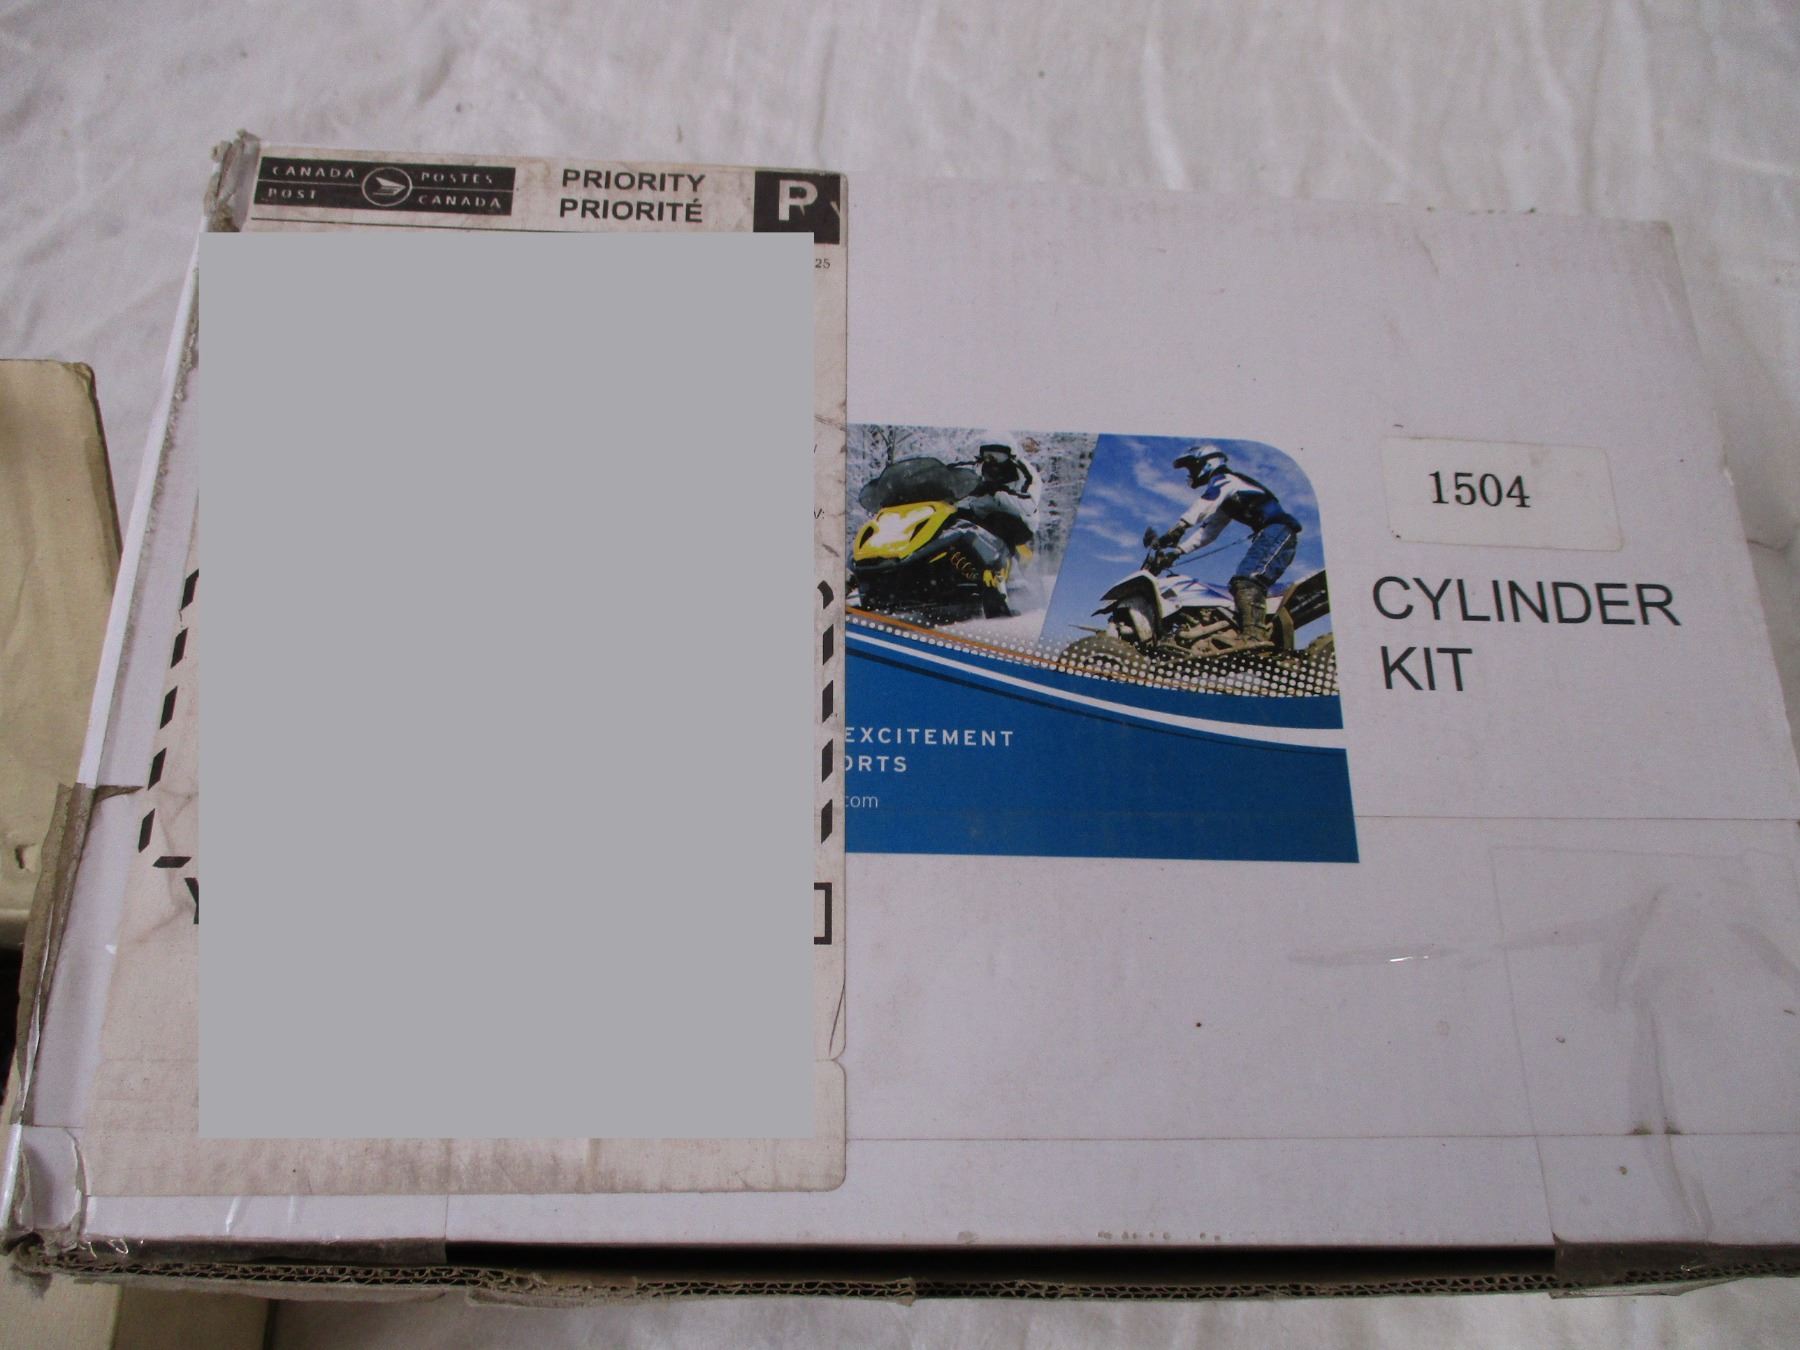 CANADA POSTES
POST CANADA
PRIORITY
PRIORITÉ
P
25
1504
CYLINDER
KIT
EXCITEMENT
ORTS
.com